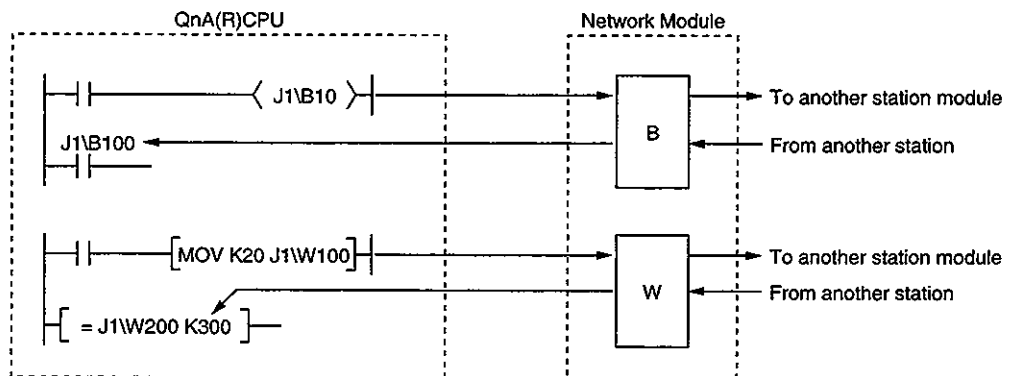 QnA(R)CPU
Network Module
J1\B10
To another station module
J1\B100
B
From another station
MOV K20 J1\W100
To another station module
W
From another station
= J1\W200 K300